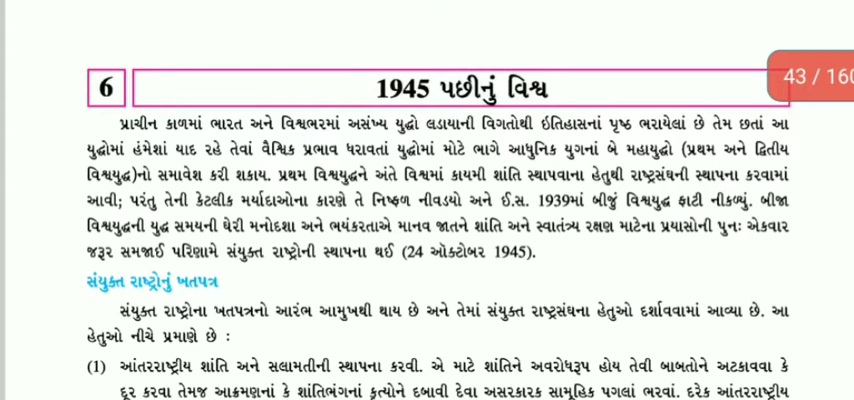 43 / 160
6
1945 પછીનું વિશ્વ
પ્રાચીન કાળમાં ભારત અને વિશ્વભરમાં અસંખ્ય યુદ્ધો લડાયાની વિગતોથી ઇતિહાસનાં પૃષ્ઠ ભરાયેલાં છે તેમ છતાં આ
યુદ્ધોમાં હંમેશાં યાદ રહે તેવાં વૈશ્વિક પ્રભાવ ધરાવતાં યુદ્ધોમાં મોટે ભાગે આધુનિક યુગનાં બે મહાયુદ્ધો (પ્રથમ અને દ્વિતીય
વિશ્વયુદ્ધ)નો સમાવેશ કરી શકાય. પ્રથમ વિશ્વયુદ્ધને અંતે વિશ્વમાં કાયમી શાંતિ સ્થાપવાના હેતુથી રાષ્ટ્રસંઘની સ્થાપના કરવામાં
આવી; પરંતુ તેની કેટલીક મર્યાદાઓના કારણે તે નિષ્ફળ નીવડ્યો અને ઈ.સ. 1939માં બીજું વિશ્વયુદ્ધ ફાટી નીકળ્યું. બીજા
વિશ્વયુદ્ધની યુદ્ધ સમયની ઘેરી મનોદશા અને ભયંકરતાએ માનવ જાતને શાંતિ અને સ્વાતંત્ર્ય રક્ષણ માટેના પ્રયાસોની પુનઃ એકવાર
જરૂર સમજાઈ પરિણામે સંયુક્ત રાષ્ટ્રોની સ્થાપના થઈ (24 ઑક્ટોબર 1945).
સંયુક્ત રાષ્ટ્રોનું ખતપત્ર
સંયુક્ત રાષ્ટ્રોના ખતપત્રનો આરંભ આમુખથી થાય છે અને તેમાં સંયુક્ત રાષ્ટ્રસંઘના હેતુઓ દર્શાવવામાં આવ્યા છે. આ
હેતુઓ નીચે પ્રમાણે છે :
(1) આંતરરાષ્ટ્રીય શાંતિ અને સલામતીની સ્થાપના કરવી. એ માટે શાંતિને અવરોધરૂપ હોય તેવી બાબતોને અટકાવવા કે
દૂર કરવા તેમજ આક્રમણનાં કે શાંતિભંગનાં કૃત્યોને દબાવી દેવા અસરકારક સામૂહિક પગલાં ભરવાં. દરેક આંતરરાષ્ટ્રીય